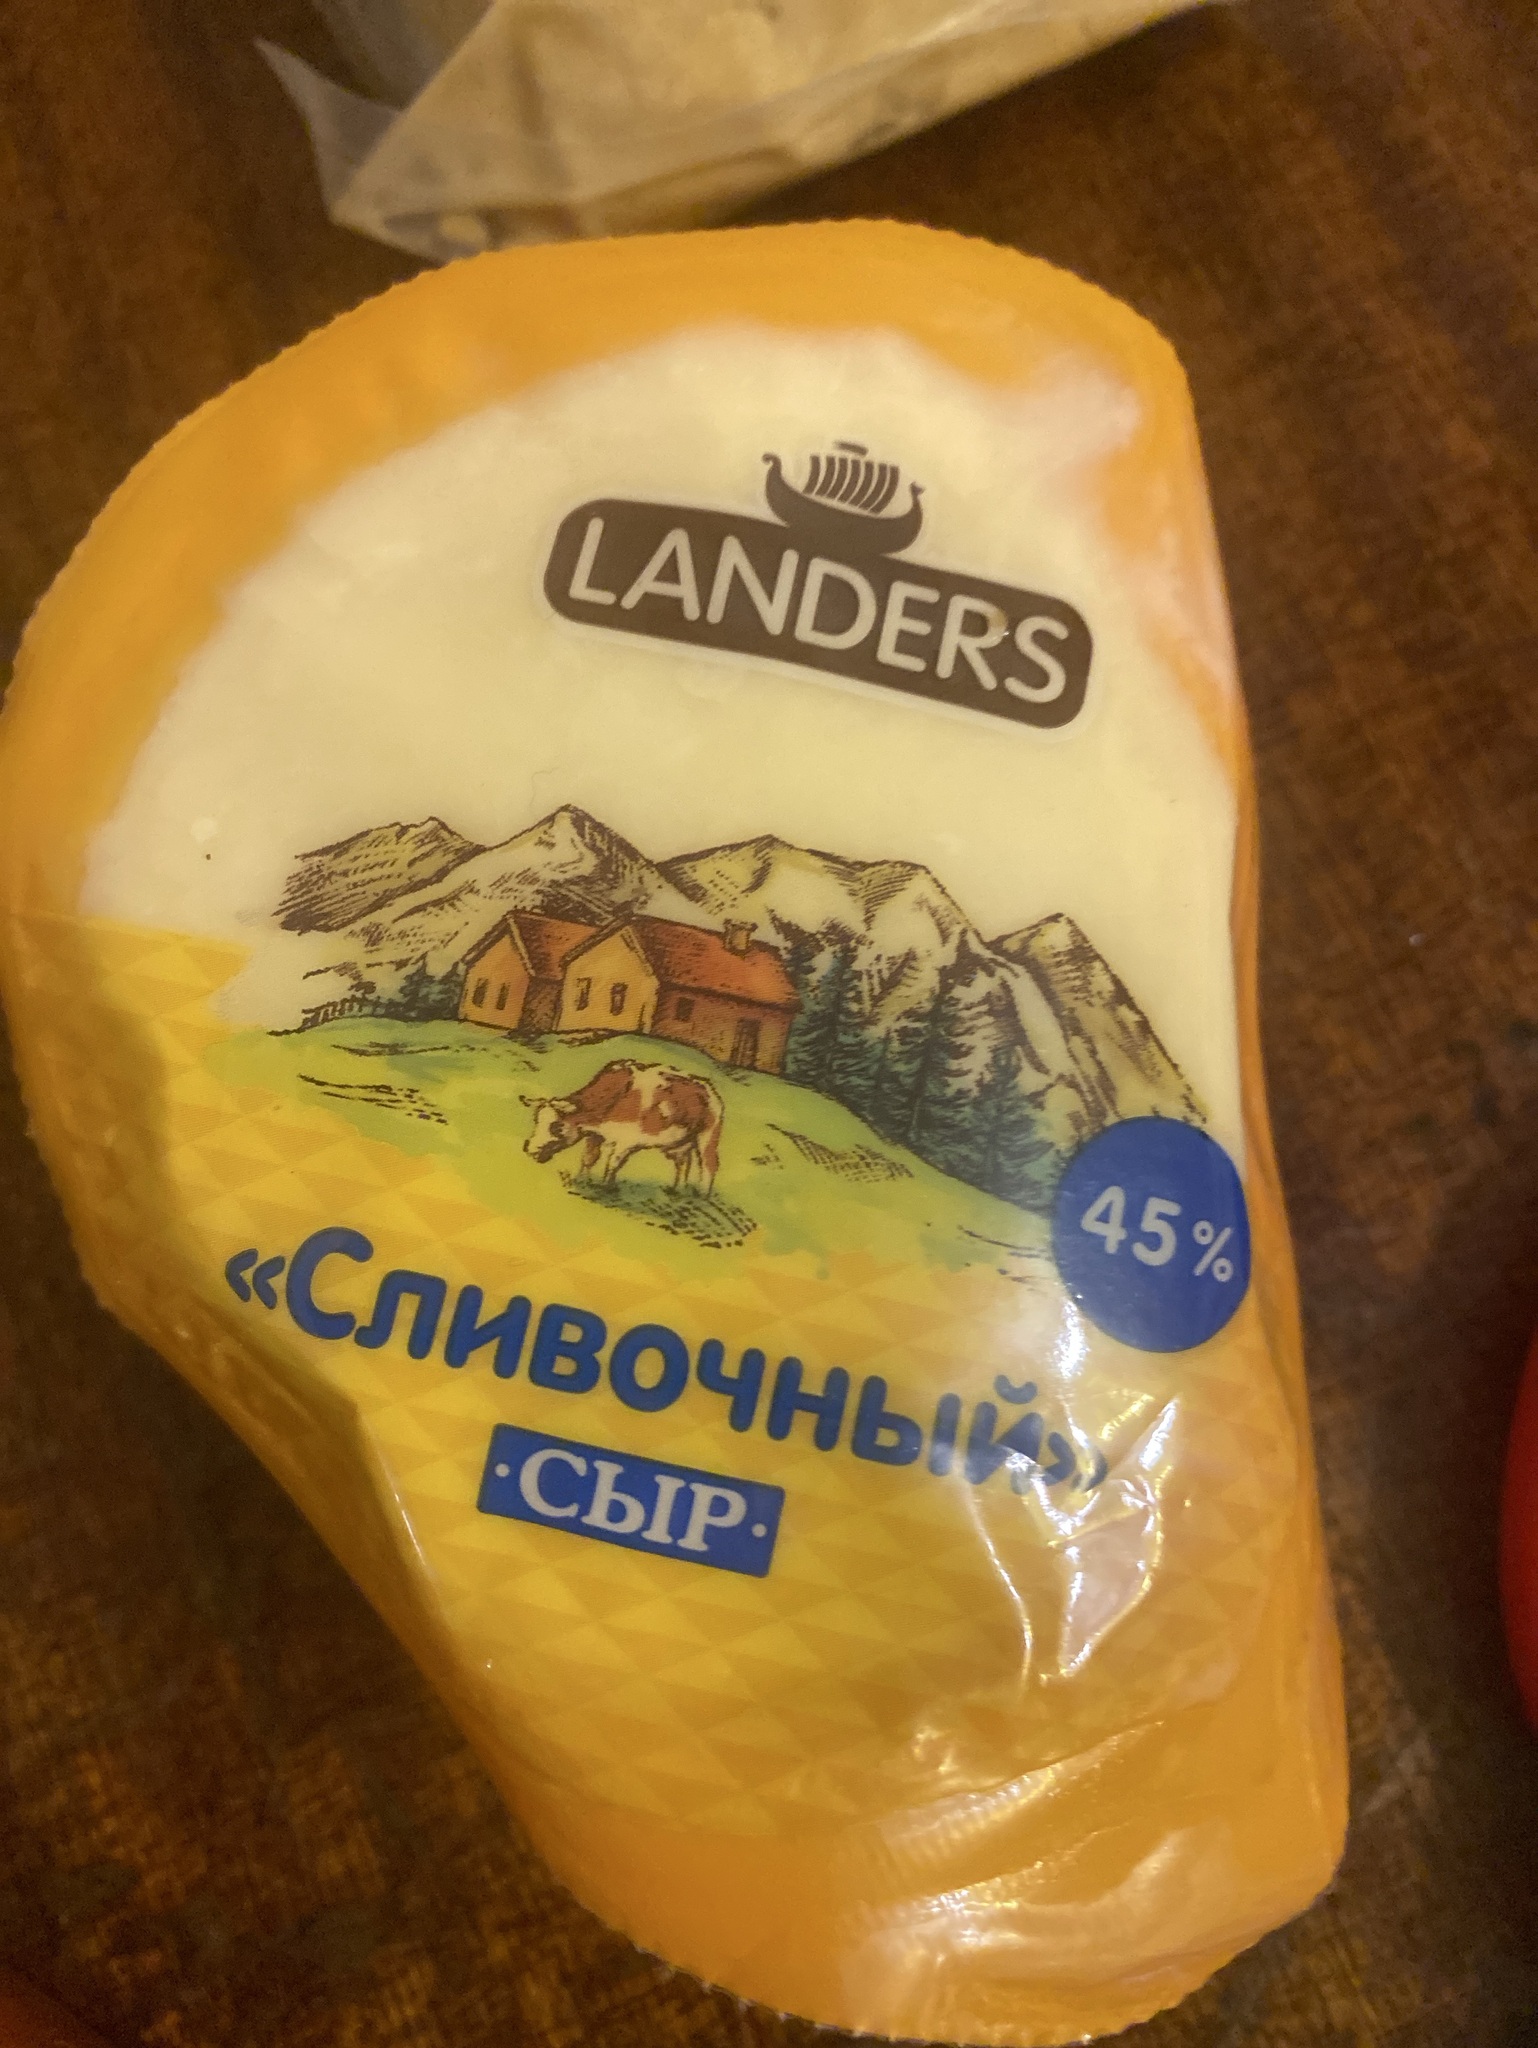 LANDERS
45%
«Сливочный»
·СЫР·